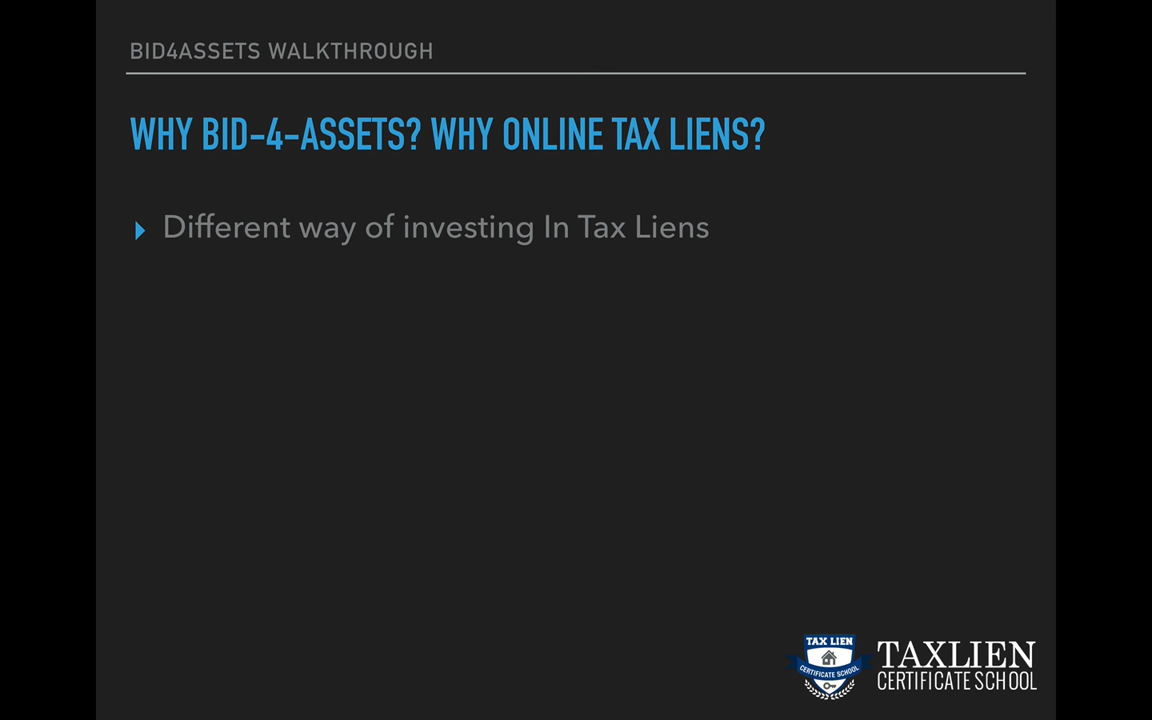 BID4ASSETS WALKTHROUGH
WHY BID-4-ASSETS? WHY ONLINE TAX LIENS?
Different way of investing In Tax Liens
TAX LIEN
CERTIFICATE SCHOOL
TAXLIEN
CERTIFICATE SCHOOL